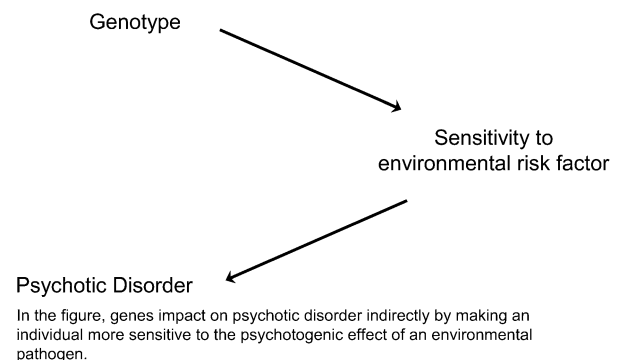 Genotype
Sensitivity to
environmental risk factor
Psychotic Disorder
In the figure, genes impact on psychotic disorder indirectly by making an
individual more sensitive to the psychotogenic effect of an environmental
pathogen.